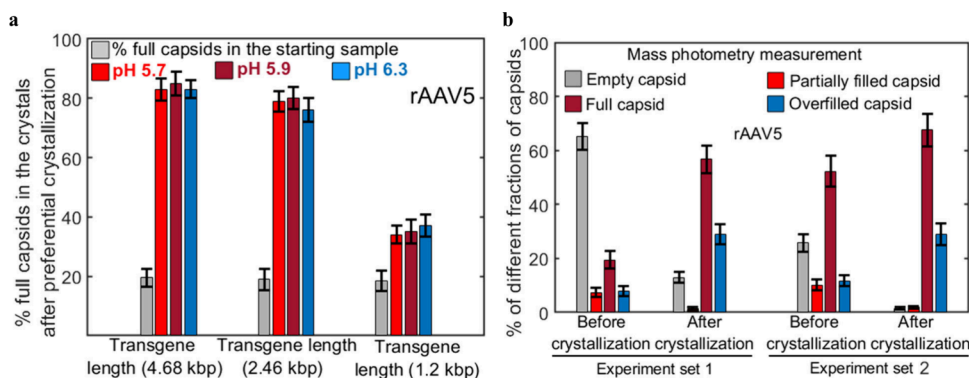 a
% full capsids in the crystals
after preferential crystallization
100
80
60
40
20
% full capsids in the starting sample
pH 5.7
pH 5.9
pH 6.3
rAAV5
Transgene
length (4.68 kbp)
Transgene length
(2.46 kbp)
Transgene
length (1.2 kbp)
b
% of different fractions of capsids
100
80
60
40
20
0
Mass photometry measurement
Empty capsid
Partially filled capsid
Full capsid
Overfilled capsid
rAAV5
Before
crystallization
After
crystallization
Before
crystallization
After
crystallization
Experiment set 1
Experiment set 2